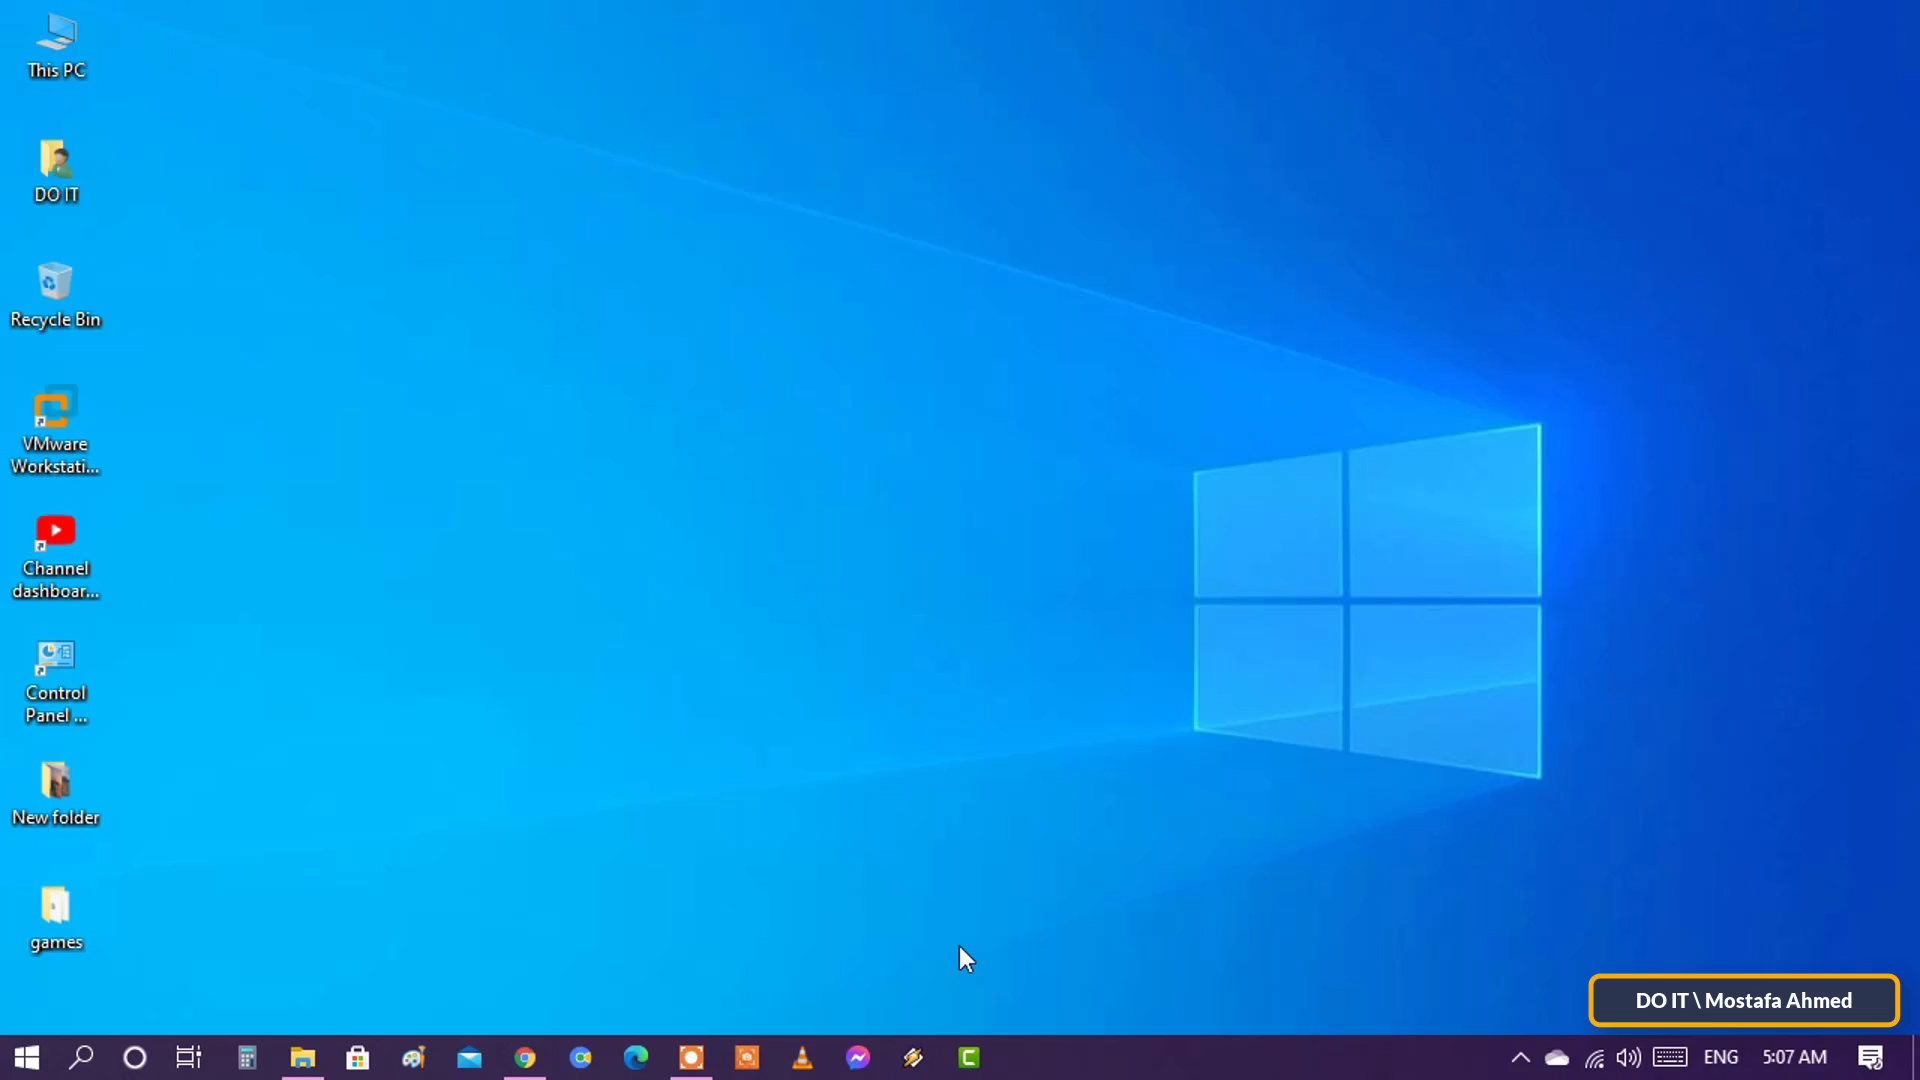 This PC
DO IT
Recycle Bin
VMware
Workstati...
Channel
dashboar...
Control
Panel ...
New folder
games
DO IT \ Mostafa Ahmed
ENG
5:07 AM